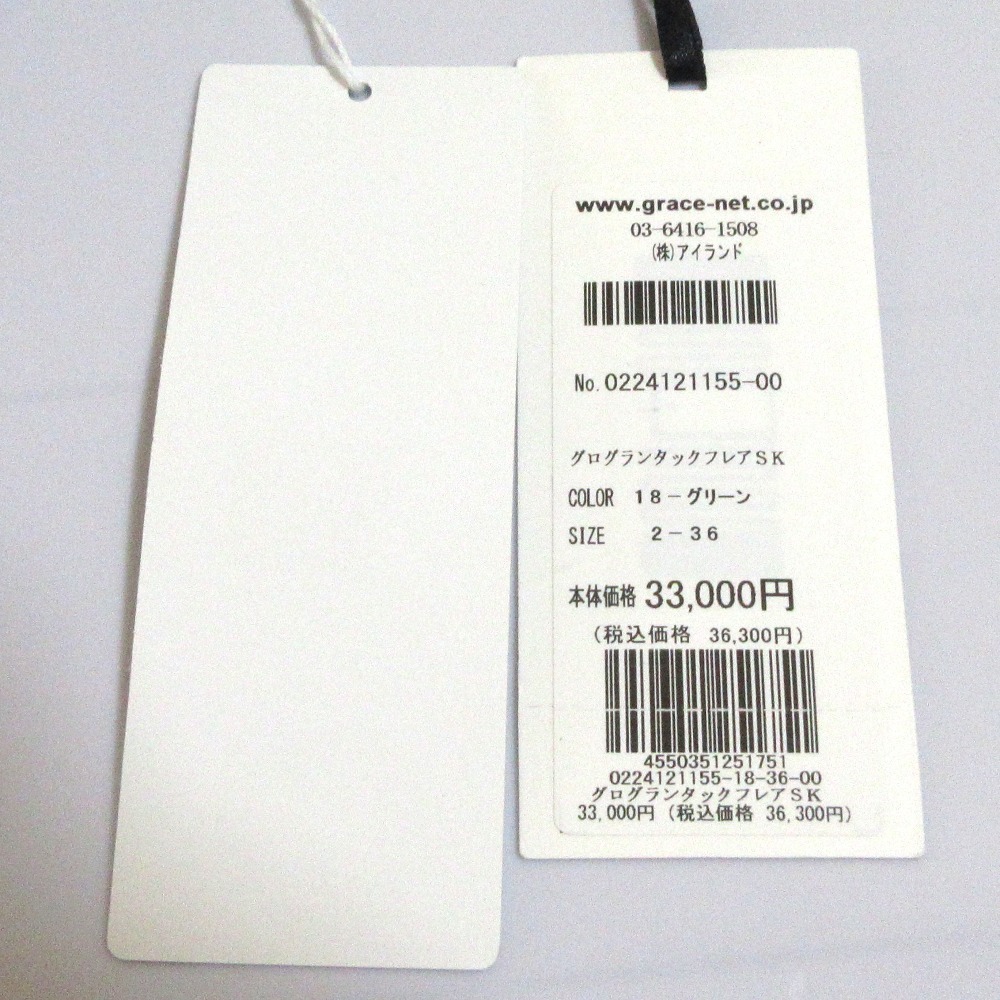 www.grace-net.co.jp
03-6416-1508
(株)アイランド
No.0224121155-00
グログランタックフレアSK
COLOR 18-グリーン
SIZE 2-36
本体価格 33,000円
(税込価格 36,300円)
4550351251751
0224121155-18-36-00
グログランタックフレアSK
33,000円 (税込価格 36,300円)